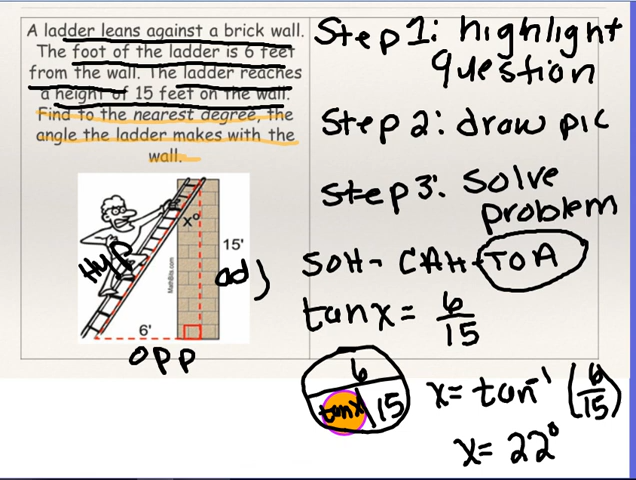 A ladder leans against a brick wall.
The foot of the ladder is 6 feet
from the wall. The ladder reaches
a height of 15 feet on the wall.
Find to the nearest degree, the
angle the ladder makes with the
wall.
x°
15'
MathBits.com
Hyp
adj
6'
opp
Step 1: highlight
question
Step 2: draw pic
Step 3: solve
problem
SOH- CAH-TOA
tan x = 6/15
6
tan x 15
x = tan⁻¹ (6/15)
x = 22°